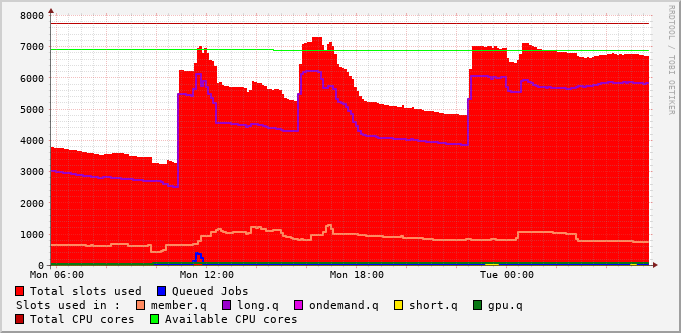 8000
7000
6000
5000
4000
3000
2000
1000
0
Mon 06:00 Mon 12:00 Mon 18:00 Tue 00:00
RRDTOOL / TOBI OETIKER
Total slots used Queued Jobs
Slots used in : member.q long.q ondemand.q short.q gpu.q
Total CPU cores Available CPU cores